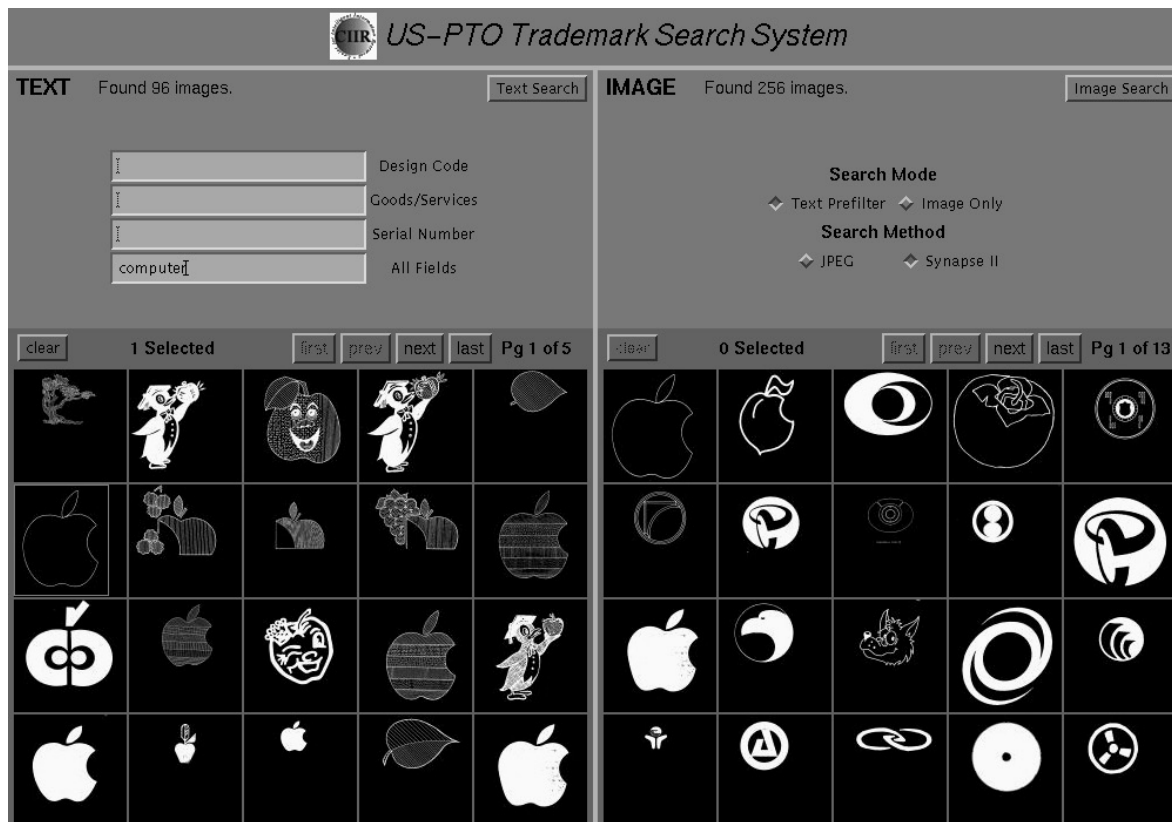 CIIR US-PTO Trademark Search System
TEXT Found 96 images. Text Search
Design Code
Goods/Services
Serial Number
computer All Fields
clear 1 Selected first prev next last Pg 1 of 5
IMAGE Found 256 images. Image Search
Search Mode
Text Prefilter Image Only
Search Method
JPEG Synapse II
clear 0 Selected first prev next last Pg 1 of 13